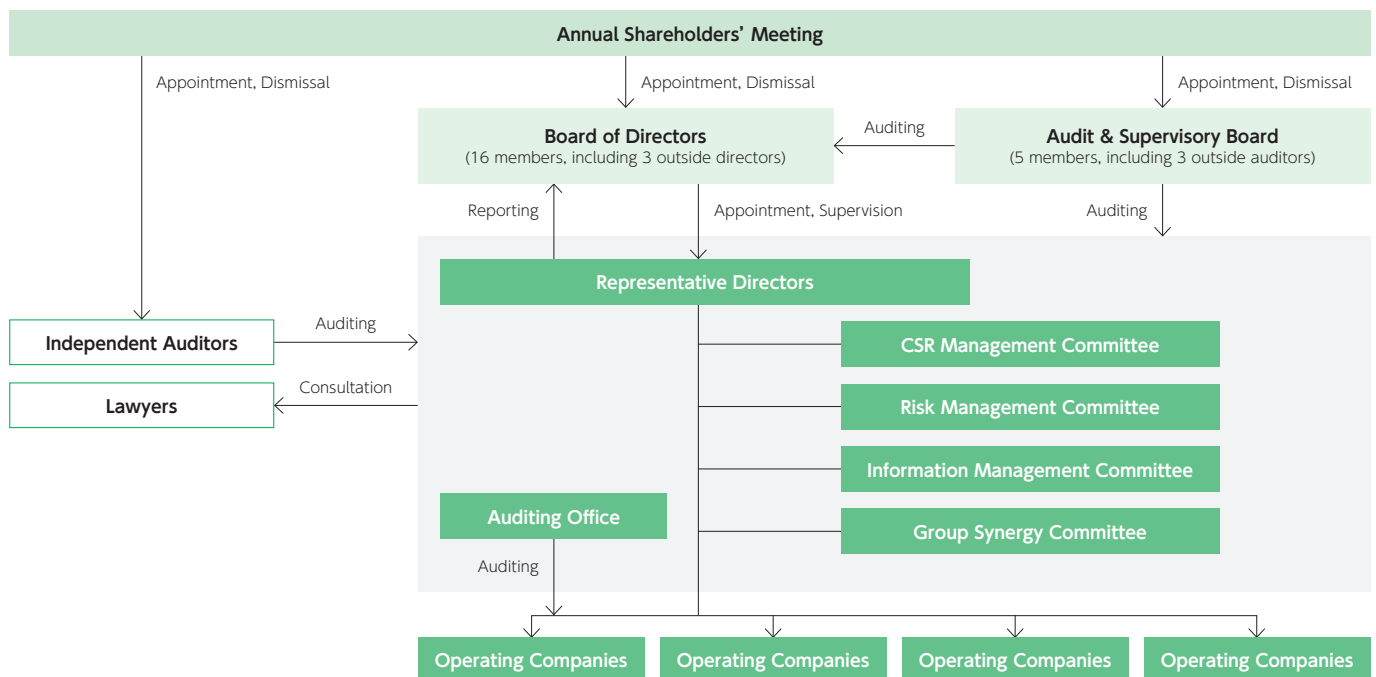 Annual Shareholders’ Meeting
Appointment, Dismissal
Appointment, Dismissal
Appointment, Dismissal
Board of Directors
(16 members, including 3 outside directors)
Auditing
Audit & Supervisory Board
(5 members, including 3 outside auditors)
Reporting
Appointment, Supervision
Auditing
Representative Directors
Independent Auditors
Auditing
CSR Management Committee
Lawyers
Consultation
Risk Management Committee
Information Management Committee
Auditing Office
Group Synergy Committee
Auditing
Operating Companies
Operating Companies
Operating Companies
Operating Companies